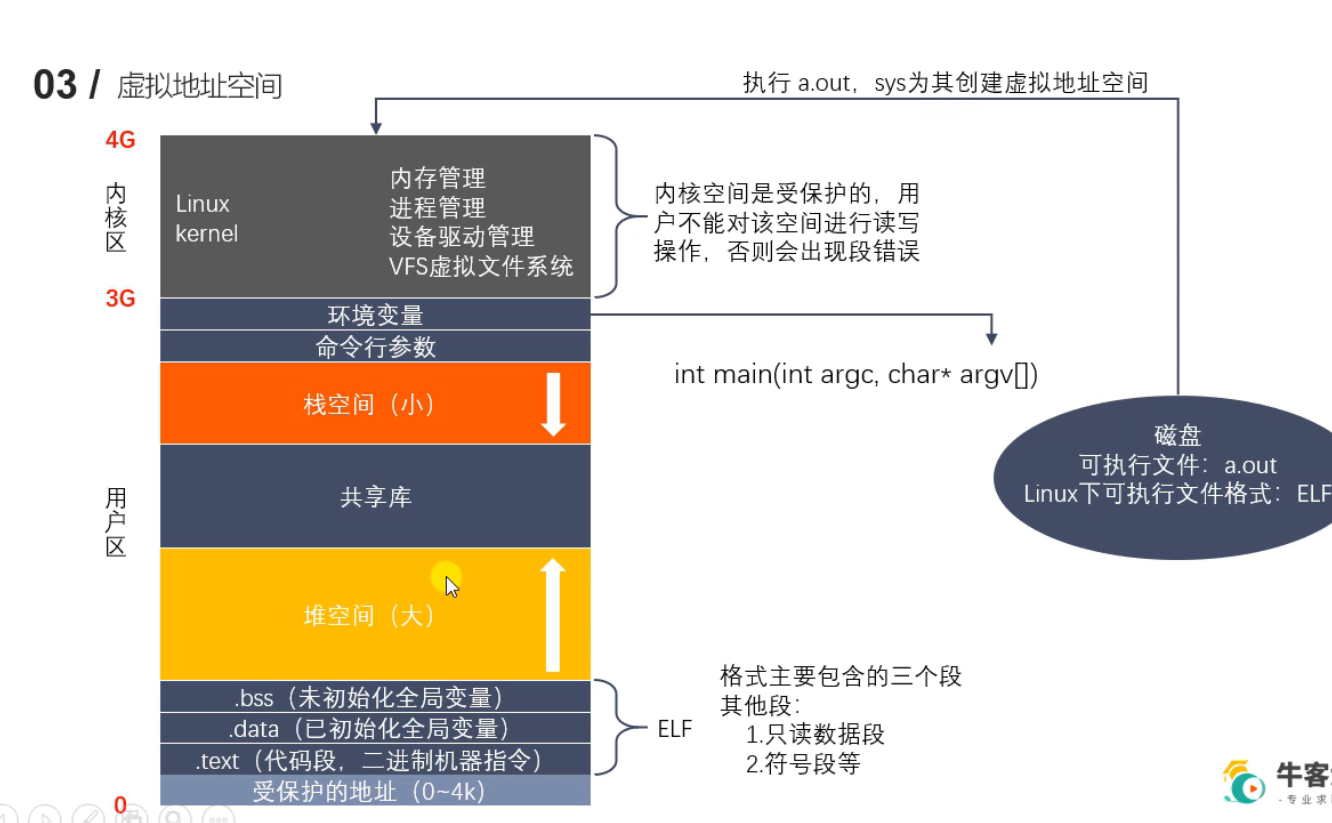 03 / 虚拟地址空间
执行 a.out，sys为其创建虚拟地址空间
4G
内核区
Linux
kernel
内存管理
进程管理
设备驱动管理
VFS虚拟文件系统
内核空间是受保护的，用
户不能对该空间进行读写
操作，否则会出现段错误
3G
环境变量
命令行参数
int main(int argc, char* argv[])
栈空间（小）
磁盘
可执行文件：a.out
Linux下可执行文件格式：ELF
用户区
共享库
堆空间（大）
.bss（未初始化全局变量）
.data（已初始化全局变量）
.text（代码段，二进制机器指令）
受保护的地址（0~4k）
0
ELF
格式主要包含的三个段
其他段：
1.只读数据段
2.符号段等
牛客
-专业求